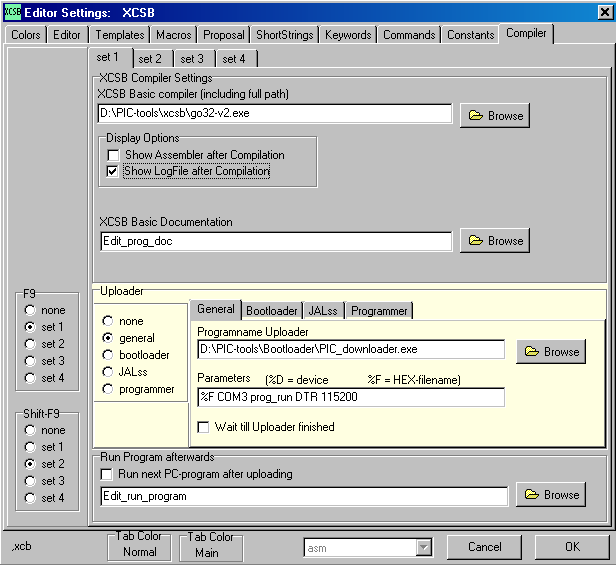 XCSB Editor Settings: XCSB
Colors Editor Templates Macros Proposal ShortStrings Keywords Commands Constants Compiler
set 1 set 2 set 3 set 4
XCSB Compiler Settings
XCSB Basic compiler (including full path)
D:\PIC-tools\xcsb\go32-v2.exe
Browse
Display Options
Show Assembler after Compilation
Show LogFile after Compilation
XCSB Basic Documentation
Edit_prog_doc
Browse
F9
none
set 1
set 2
set 3
set 4
Shift-F9
none
set 1
set 2
set 3
set 4
Uploader
none
general
bootloader
JALss
programmer
General Bootloader JALss Programmer
Programname Uploader
D:\PIC-tools\Bootloader\PIC_downloader.exe
Browse
Parameters (%D = device %F = HEX-filename)
%F COM3 prog_run DTR 115200
Wait till Uploader finished
Run Program afterwards
Run next PC-program after uploading
Edit_run_program
Browse
.xcb
Tab Color
Normal
Tab Color
Main
asm
Cancel
OK